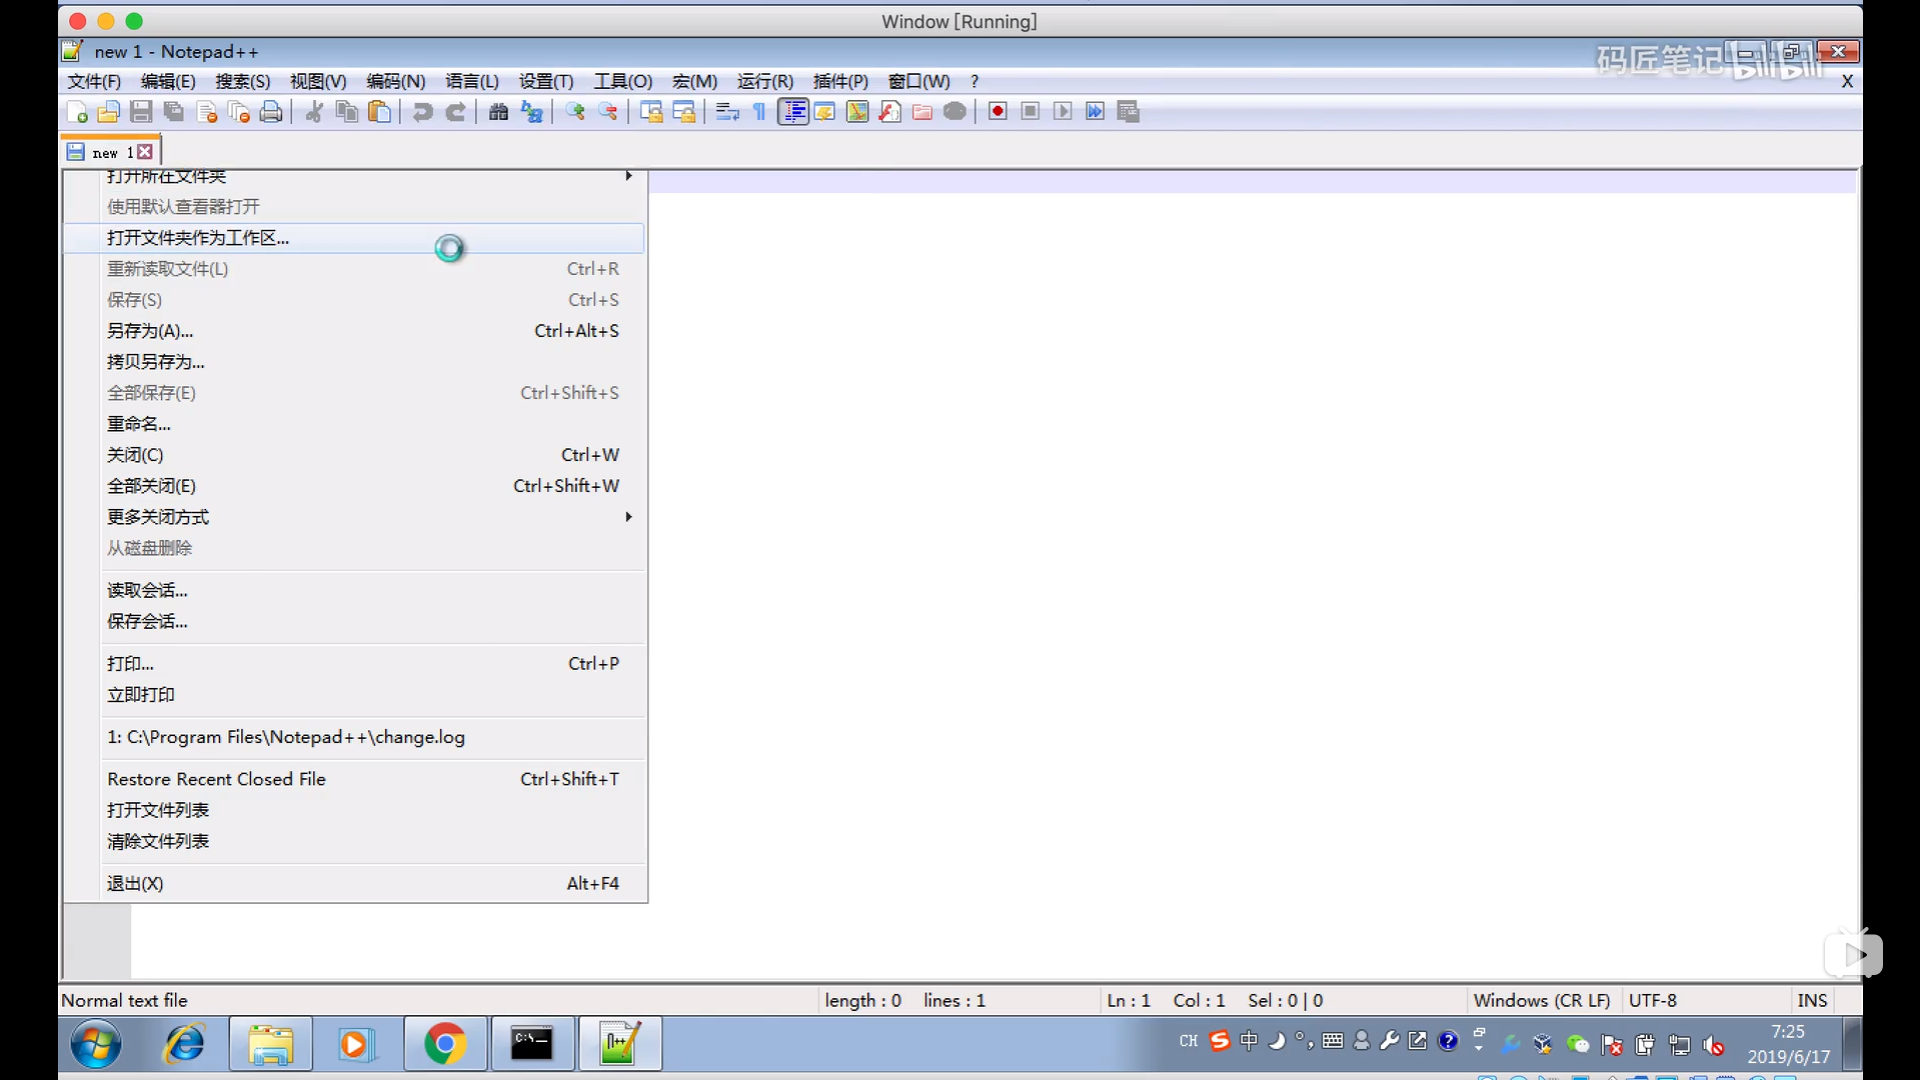 Window [Running]
new 1 - Notepad++
码匠笔记 bilibili
文件(F) 编辑(E) 搜索(S) 视图(V) 编码(N) 语言(L) 设置(T) 工具(O) 宏(M) 运行(R) 插件(P) 窗口(W) ? X
new 1
打开所在文件夹
使用默认查看器打开
打开文件夹作为工作区...
重新读取文件(L) Ctrl+R
保存(S) Ctrl+S
另存为(A)... Ctrl+Alt+S
拷贝另存为...
全部保存(E) Ctrl+Shift+S
重命名...
关闭(C) Ctrl+W
全部关闭(E) Ctrl+Shift+W
更多关闭方式
从磁盘删除
读取会话...
保存会话...
打印... Ctrl+P
立即打印
1: C:\Program Files\Notepad++\change.log
Restore Recent Closed File Ctrl+Shift+T
打开文件列表
清除文件列表
退出(X) Alt+F4
Normal text file length : 0 lines : 1 Ln : 1 Col : 1 Sel : 0 | 0 Windows (CR LF) UTF-8 INS
CH 中 7:25
2019/6/17